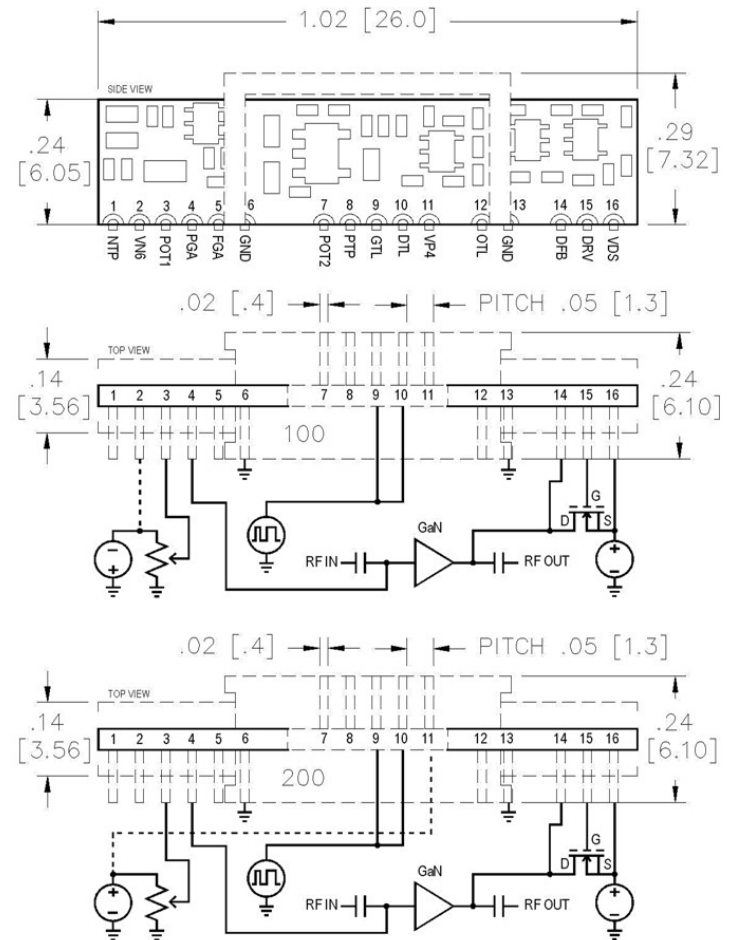 1.02 [26.0]
SIDE VIEW
.24
[6.05]
.29
[7.32]
1 2 3 4 5 6 7 8 9 10 11 12 13 14 15 16
NTP VN6 POT1 PGA FGA GND POT2 PTP GTL DTL VP4 OTL GND DFB DRV VDS
.02 [.4] PITCH .05 [1.3]
TOP VIEW
.14
[3.56]
1 2 3 4 5 6 7 8 9 10 11 12 13 14 15 16
.24
[6.10]
100
G
D S
GaN
RF IN
RF OUT
- +
+ -
.02 [.4] PITCH .05 [1.3]
TOP VIEW
.14
[3.56]
1 2 3 4 5 6 7 8 9 10 11 12 13 14 15 16
.24
[6.10]
200
G
D S
GaN
RF IN
RF OUT
+ -
+ -